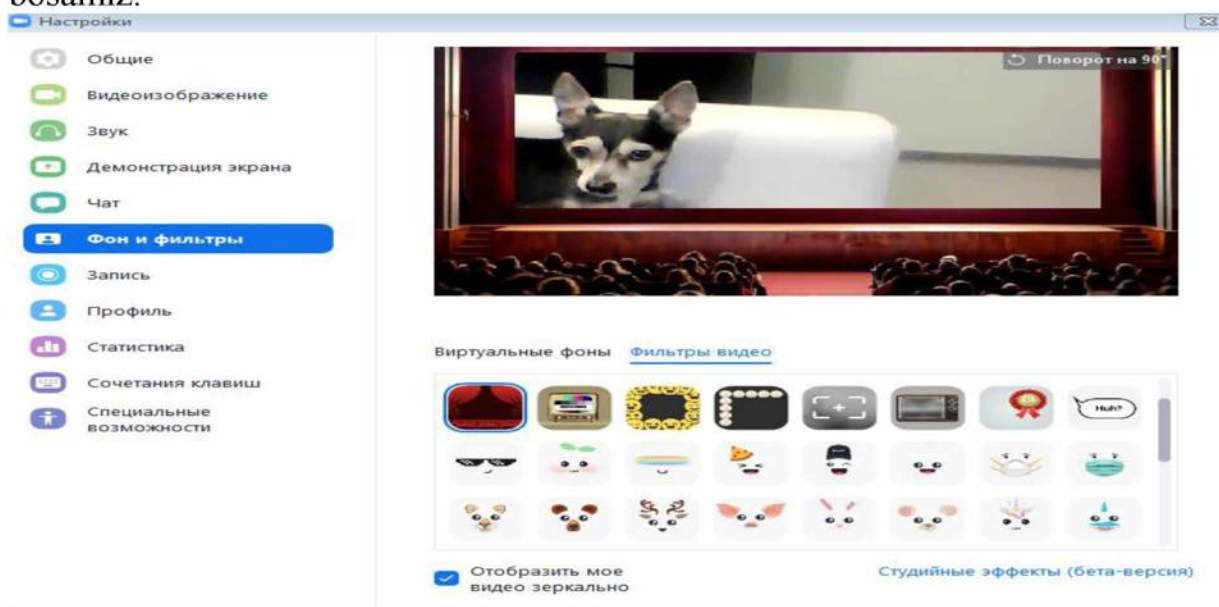 bosamiz.
Настройки
Общие
Видеоизображение
Звук
Демонстрация экрана
Чат
Фон и фильтры
Запись
Профиль
Статистика
Сочетания клавиш
Специальные
возможности
Поворот на 90°
Виртуальные фоны Фильтры видео
Huh?
Отобразить мое
видео зеркально
Студийные эффекты (бета-версия)